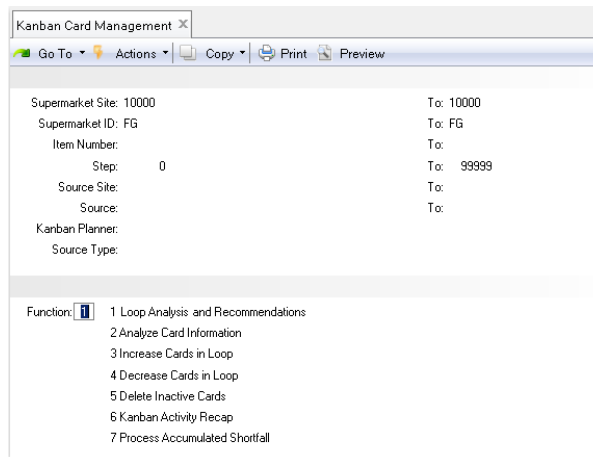 Kanban Card Management X
Go To Actions Copy Print Preview
Supermarket Site: 10000 To: 10000
Supermarket ID: FG To: FG
Item Number: To:
Step: 0 To: 99999
Source Site: To:
Source: To:
Kanban Planner:
Source Type:
Function: 1 1 Loop Analysis and Recommendations
2 Analyze Card Information
3 Increase Cards in Loop
4 Decrease Cards in Loop
5 Delete Inactive Cards
6 Kanban Activity Recap
7 Process Accumulated Shortfall